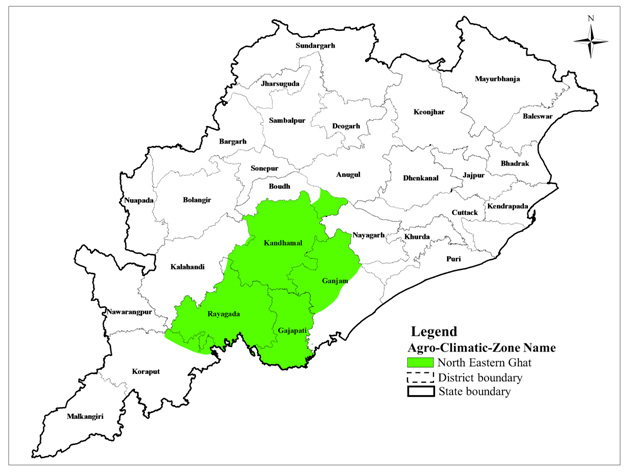 N
Sundargarh
Jharsuguda
Mayurbhanja
Keonjhar
Baleswar
Sambalpur
Deogarh
Bargarh
Bhadrak
Sonepur
Anugul
Dhenkanal
Jajpur
Boudh
Nuapada
Bolangir
Kendrapada
Cuttack
Nayagarh
Khurda
Kandhamal
Puri
Kalahandi
Ganjam
Nawarangpur
Rayagada
Gajapati
Koraput
Malkangiri
Legend
Agro-Climatic-Zone Name
North Eastern Ghat
District boundary
State boundary